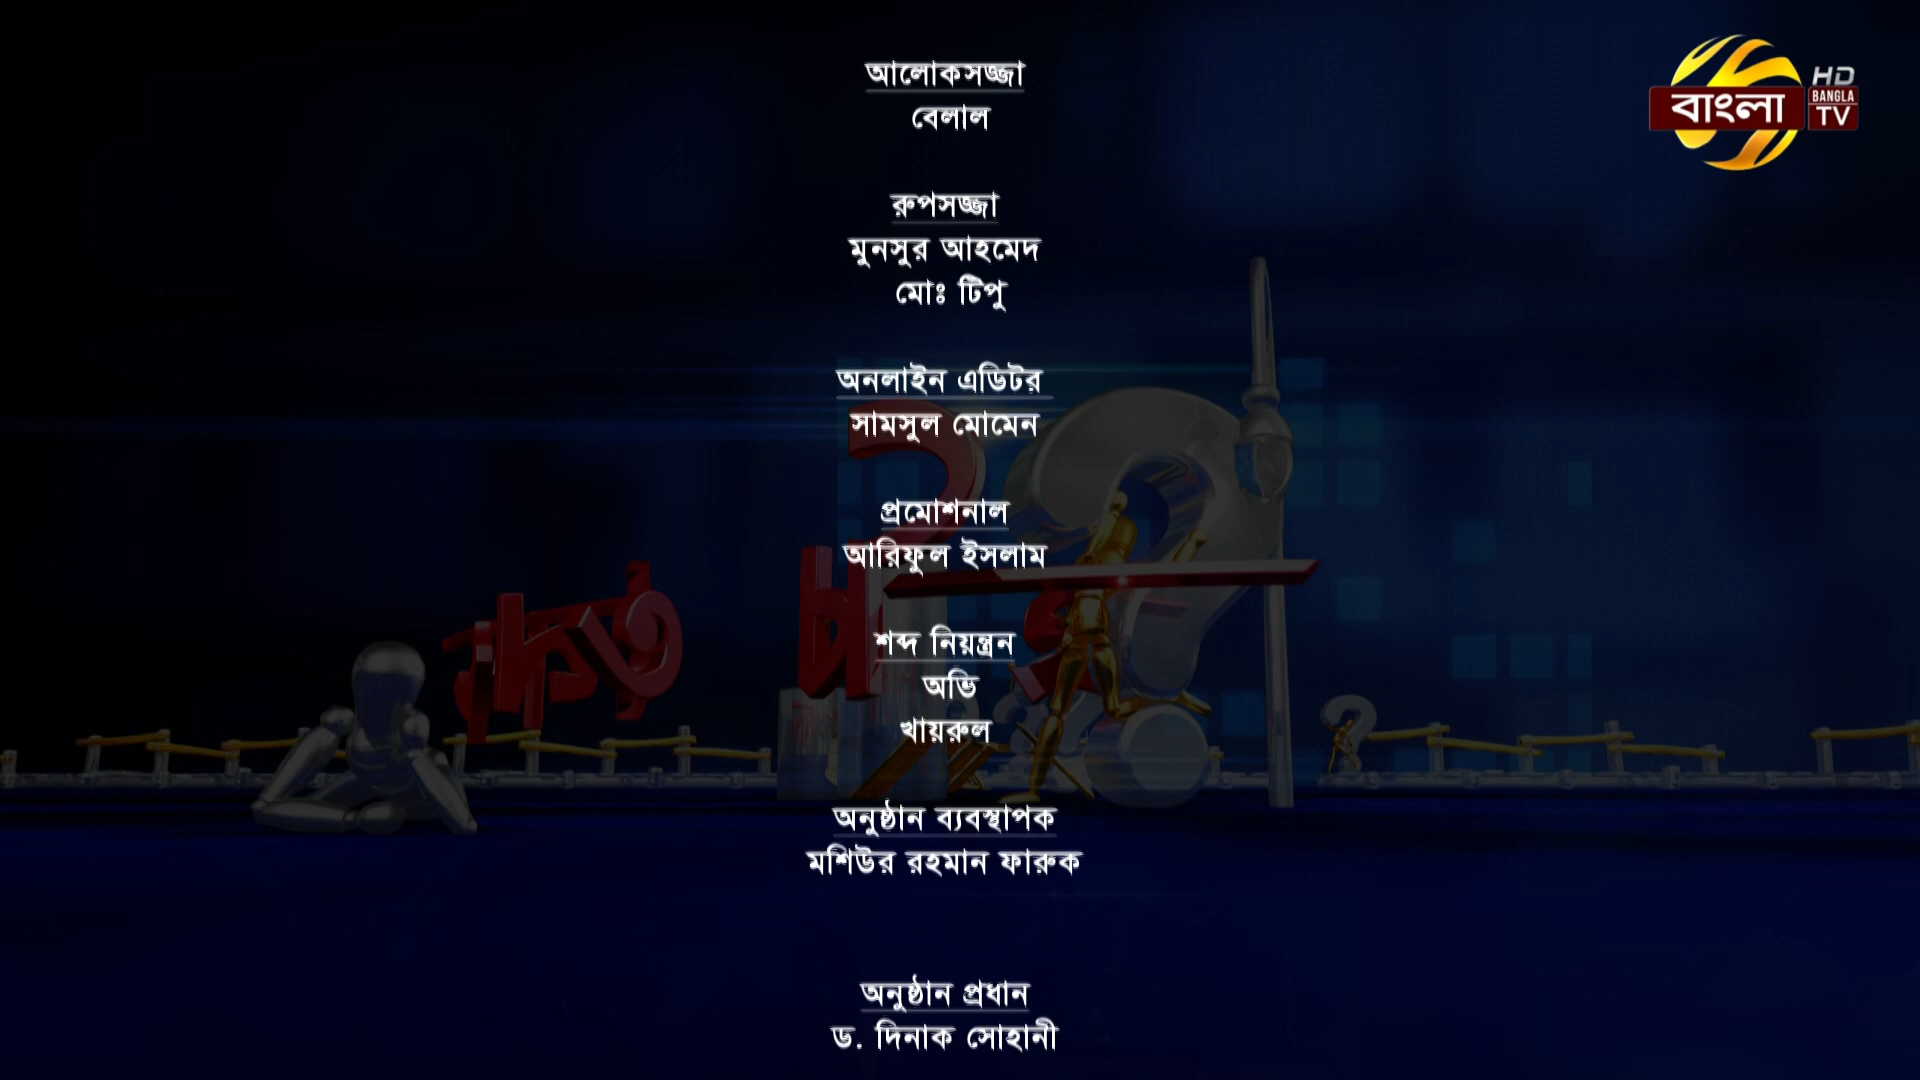 আলোকসজ্জা
বেলাল
রুপসজ্জা
মুনসুর আহমেদ
মোঃ টিপু
অনলাইন এডিটর
সামসুল মোমেন
প্রমোশনাল
আরিফুল ইসলাম
শব্দ নিয়ন্ত্রন
অভি
খায়রুল
অনুষ্ঠান ব্যবস্থাপক
মশিউর রহমান ফারুক
অনুষ্ঠান প্রধান
ড. দিনাক সোহানী
বাংলা
HD
BANGLA
TV